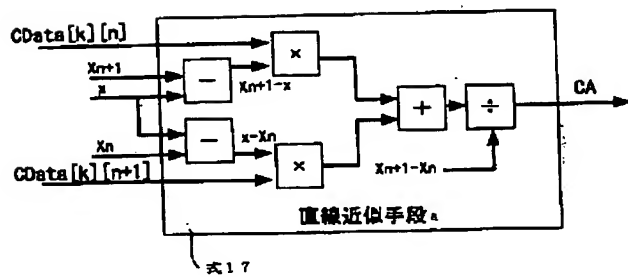 CData[k][n]
×
Xn+1
−
x
Xn+1-x
+
÷
CA
Xn
−
x-Xn
×
CData[k][n+1]
Xn+1-Xn
直線近似手段a
式17